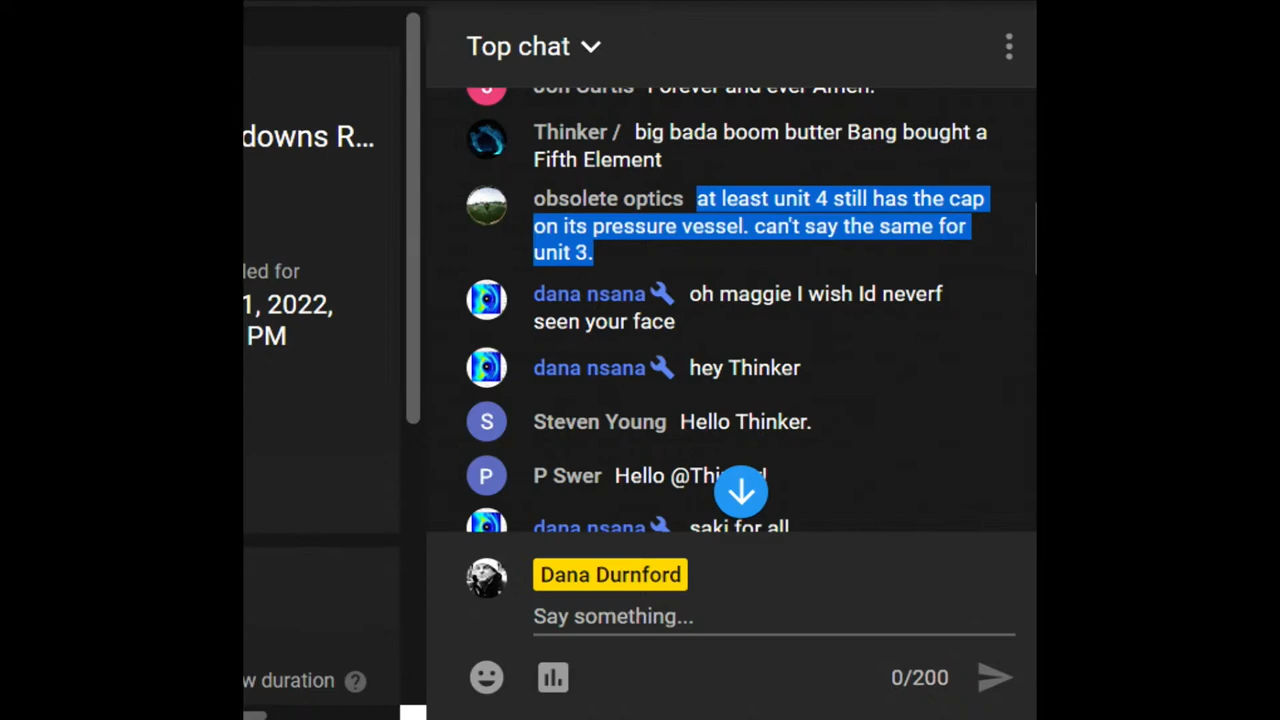 Top chat
downs R...
led for
1, 2022,
PM
w duration
Jon Curtis Forever and ever Amen.
Thinker / big bada boom butter Bang bought a
Fifth Element
obsolete optics at least unit 4 still has the cap
on its pressure vessel. can't say the same for
unit 3.
dana nsana oh maggie I wish Id neverf
seen your face
dana nsana hey Thinker
S
Steven Young Hello Thinker.
P
P Swer Hello
dana nsana saki for all
Dana Durnford
Say something...
0/200